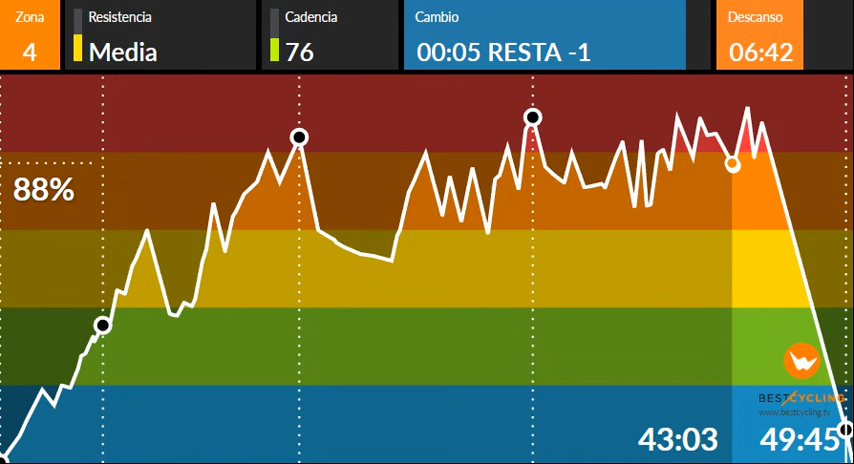 Zona
4
Resistencia
Media
Cadencia
76
Cambio
00:05 RESTA -1
Descanso
06:42
88%
BESTCYCLING
www.bestcycling.tv
43:03
49:45